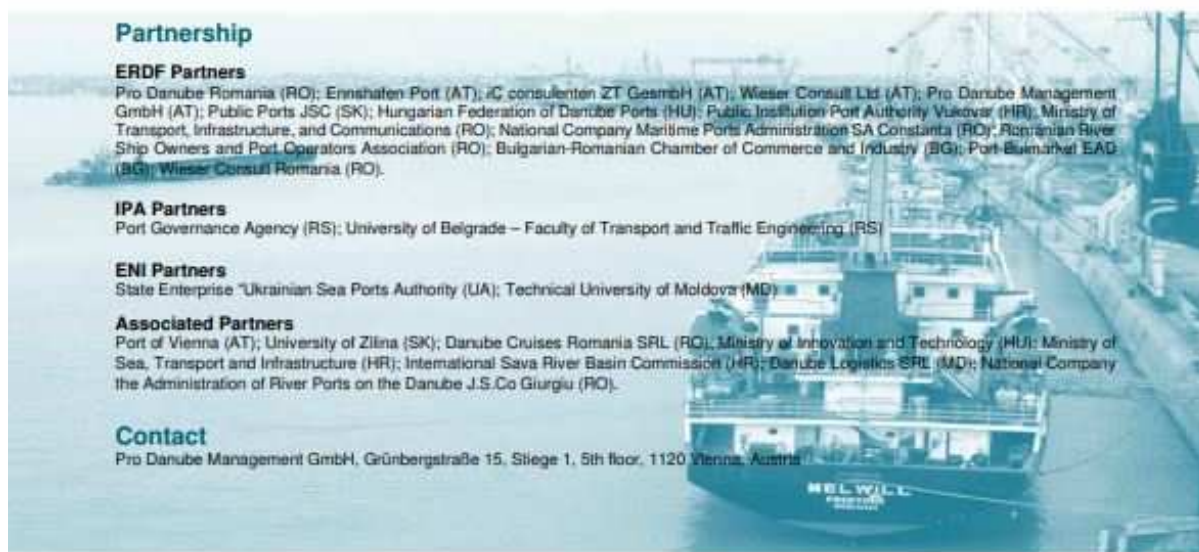 Partnership
ERDF Partners
Pro Danube Romania (RO); Ennshafen Port (AT); iC consulenten ZT GesmbH (AT); Wieser Consult Ltd (AT); Pro Danube Management
GmbH (AT); Public Ports JSC (SK); Hungarian Federation of Danube Ports (HU); Public Institution Port Authority Vukovar (HR); Ministry of
Transport, Infrastructure, and Communications (RO); National Company Maritime Ports Administration SA Constanta (RO); Romanian River
Ship Owners and Port Operators Association (RO); Bulgarian-Romanian Chamber of Commerce and Industry (BG); Port Bulmarket EAD
(BG); Wieser Consult Romania (RO).
IPA Partners
Port Governance Agency (RS); University of Belgrade – Faculty of Transport and Traffic Engineering (RS)
ENI Partners
State Enterprise "Ukrainian Sea Ports Authority (UA); Technical University of Moldova (MD)
Associated Partners
Port of Vienna (AT); University of Zilina (SK); Danube Cruises Romania SRL (RO), Ministry of Innovation and Technology (HU); Ministry of
Sea, Transport and Infrastructure (HR); International Sava River Basin Commission (HR); Danube Logistics SRL (MD); National Company
the Administration of River Ports on the Danube J.S.Co Giurgiu (RO).
Contact
Pro Danube Management GmbH, Grünbergstraße 15, Stiege 1, 5th floor, 1120 Vienna, Austria
MELWILL